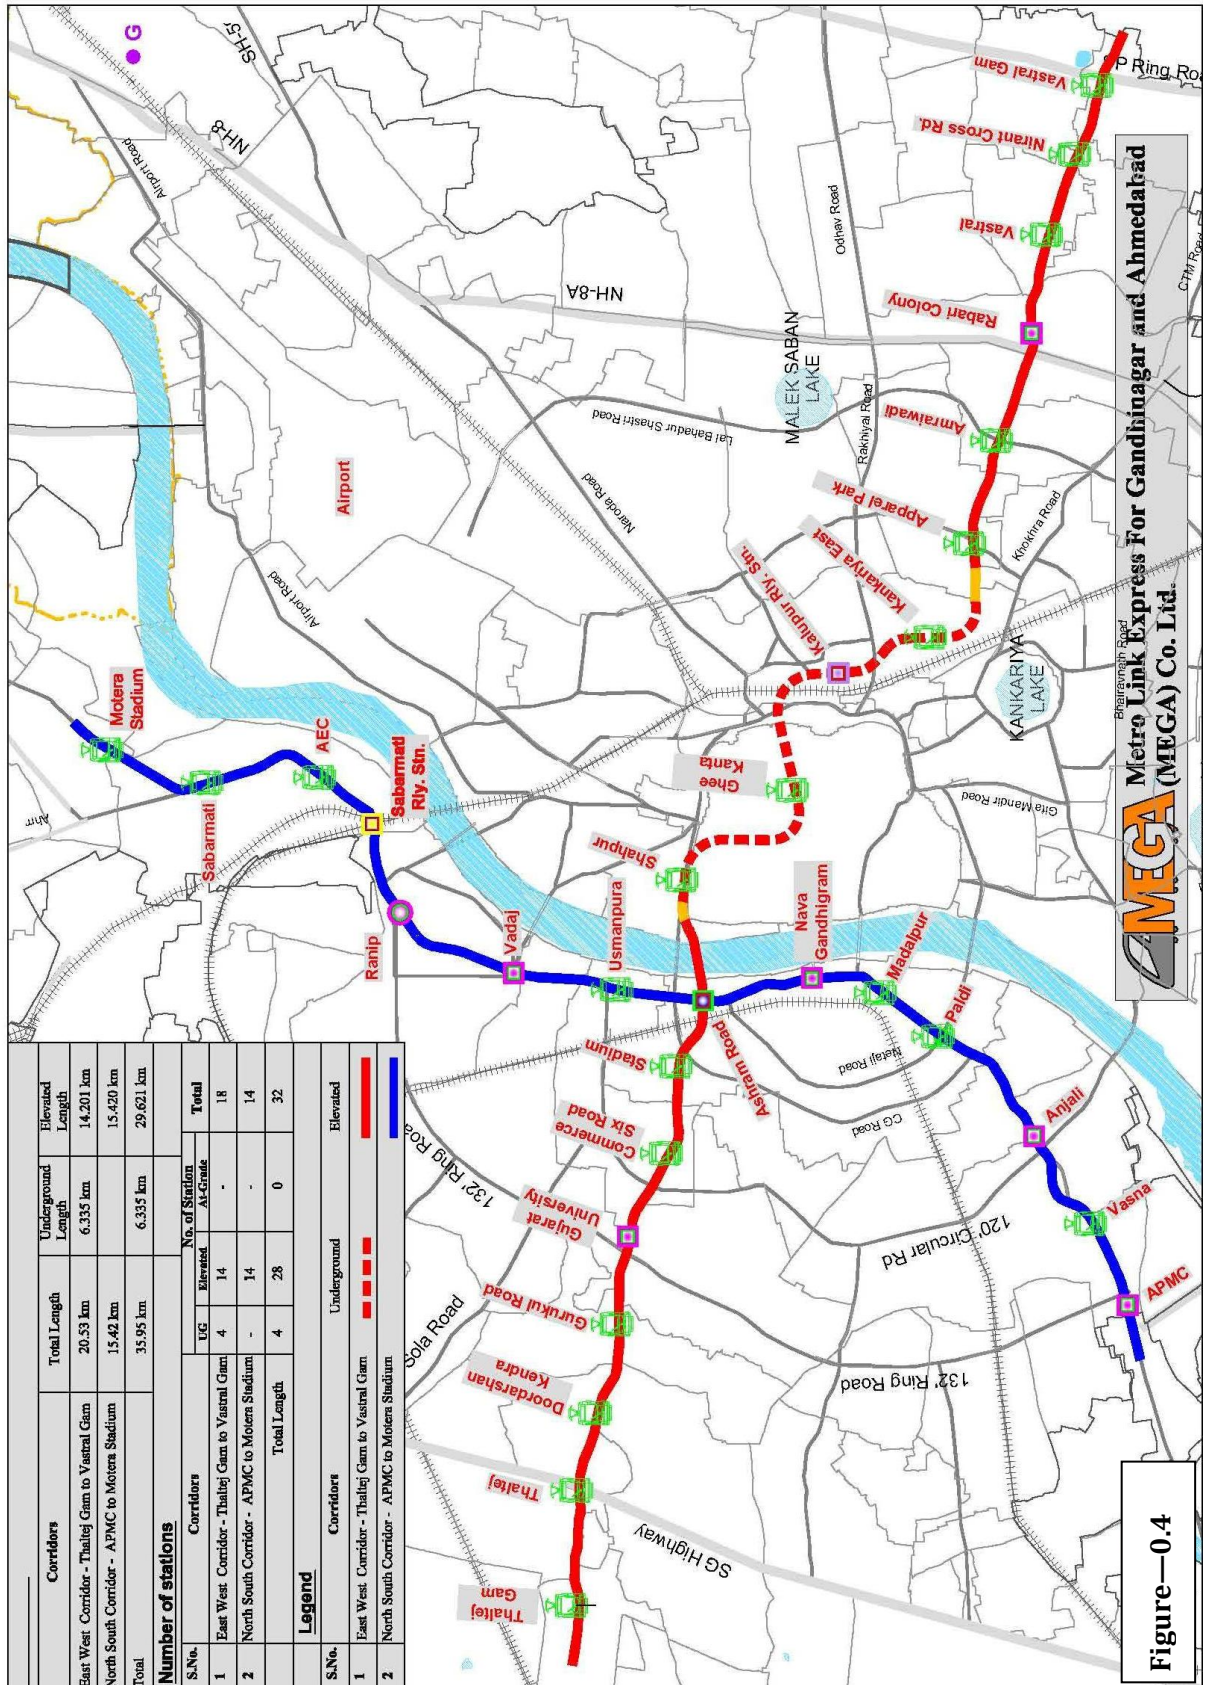 Corridors
Total Length
Underground
Length
Elevated
Length
East West Corridor - Thaltej Gam to Vastral Gam
20.53 km
6.335 km
14.201 km
North South Corridor - APMC to Motera Stadium
15.42 km
15.420 km
Total
35.95 km
6.335 km
29.621 km
Number of stations
S.No.
Corridors
No. of Station
UG
Elevated
At-Grade
Total
1
East West Corridor - Thaltej Gam to Vastral Gam
4
14
-
18
2
North South Corridor - APMC to Motera Stadium
-
14
-
14
Total Length
4
28
0
32
Legend
S.No.
Corridors
Underground
Elevated
1
East West Corridor - Thaltej Gam to Vastral Gam
2
North South Corridor - APMC to Motera Stadium
G
SH-5'
NH-8
Airport Road
Airport Road
Airport
Motera
Stadium
Ahr
Sabarmati
AEC
Sabarmati
Rly. Stn.
Ranip
Vadaj
Usmanpura
Nava
Gandhigram
Madalpur
Paldi
Anjali
Vasna
APMC
Thaltej
Gam
Thaltej
Doordarshan
Kendra
Gurukul Road
Gujarat
University
Commerce
Six Road
Stadium
Ashram Road
Shahpur
Ghee
Kanta
Kalupur Rly. Stn.
Kankariya East
Apparel Park
Amraiwadi
Rabari Colony
Vastral
Nirant Cross Rd.
Vastral Gam
SP Ring Roa
Odhav Road
NH-8A
MALEK SABAN
LAKE
Lal Bahadur Shastri Road
Rakhiyal Road
Naroda Road
Khokhra Road
KANKARIYA
LAKE
Bhairavnath Road
Gita Mandir Road
CTM Road
Netaji Road
CG Road
132' Ring Roa
120' Circular Rd
132' Ring Road
Sola Road
SG Highway
MEGA
Metro Link Express For Gandhinagar and Ahmedabad
(MEGA) Co. Ltd.
Figure—0.4